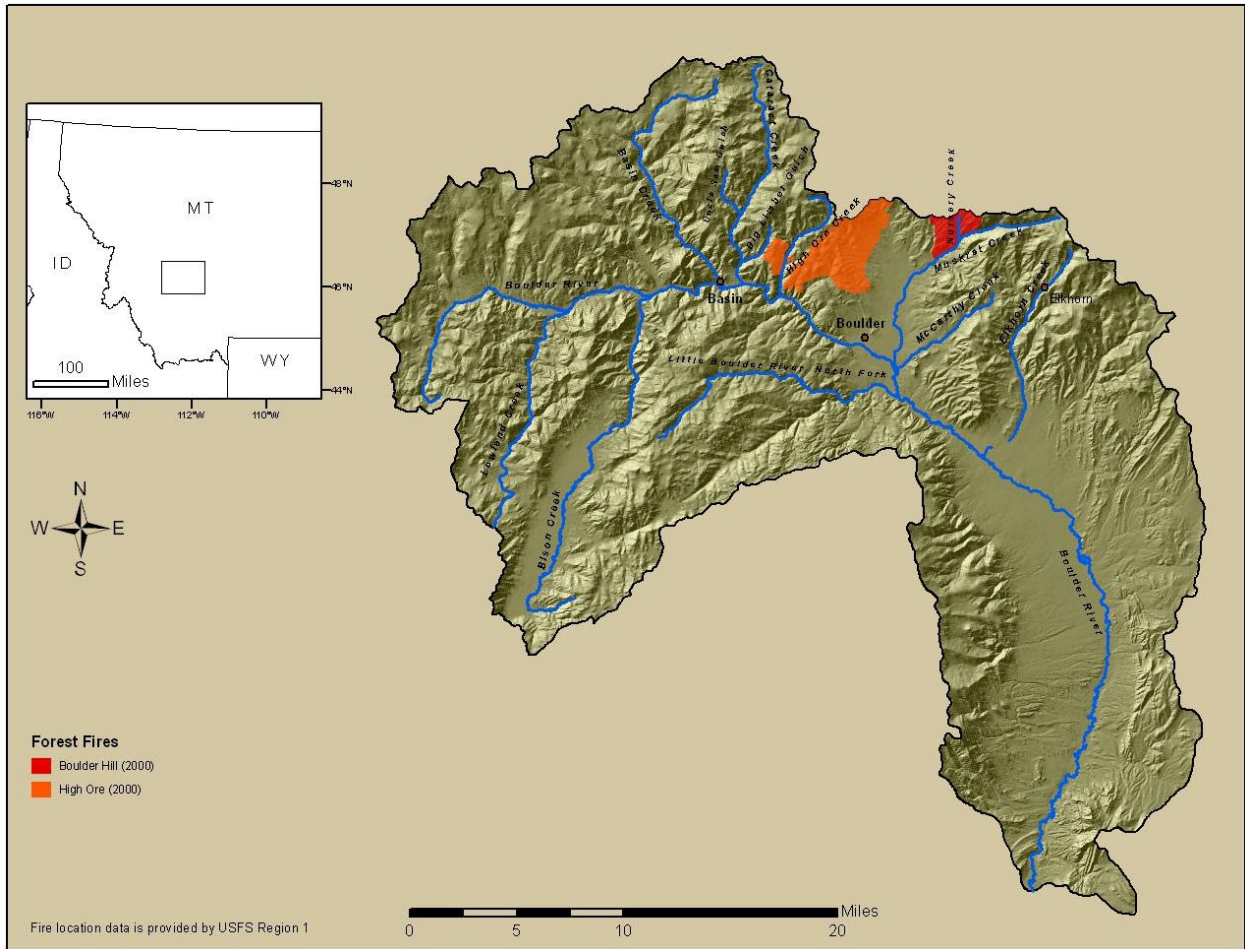 MT
ID
WY
48°N
46°N
44°N
116°W
114°W
112°W
110°W
100
Miles
N
W
E
S
Cataract Creek
Basin Creek
Uncle Sam Gulch
Big Limber Gulch
High Ore Creek
Nursery Creek
Muskrat Creek
McCarthy Creek
Elkhorn Creek
Elkhorn
Boulder River
Basin
Boulder
Little Boulder River, North Fork
Lowland Creek
Bison Creek
Boulder River
Forest Fires
Boulder Hill (2000)
High Ore (2000)
Fire location data is provided by USFS Region 1
Miles
0
5
10
20